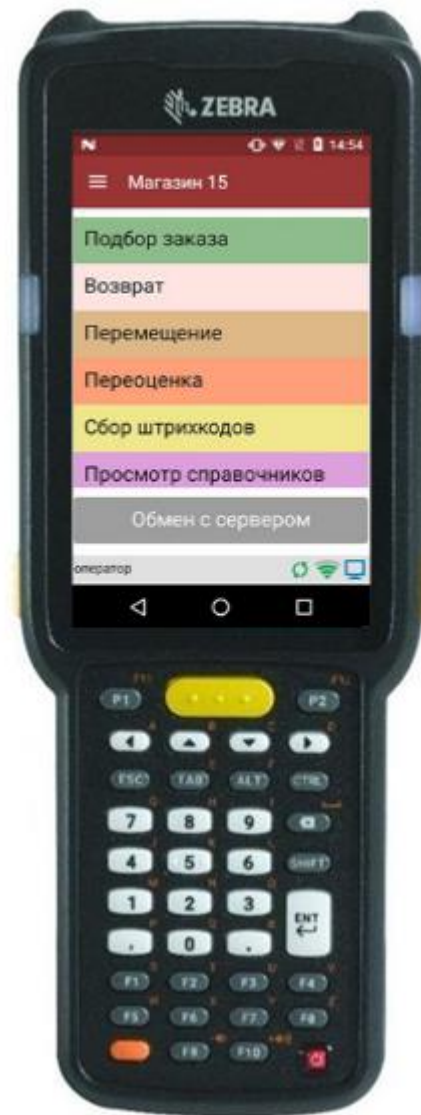 ZEBRA
N 14:54
Магазин 15
Подбор заказа
Возврат
Перемещение
Переоценка
Сбор штрихкодов
Просмотр справочников
Обмен с сервером
оператор
P1 P2
ESC TAB ALT CTRL
7 8 9
4 5 6 SHIFT
1 2 3 ENT
, 0 .
F1 F2 F3 F4
F5 F6 F7 F8
F9 F10